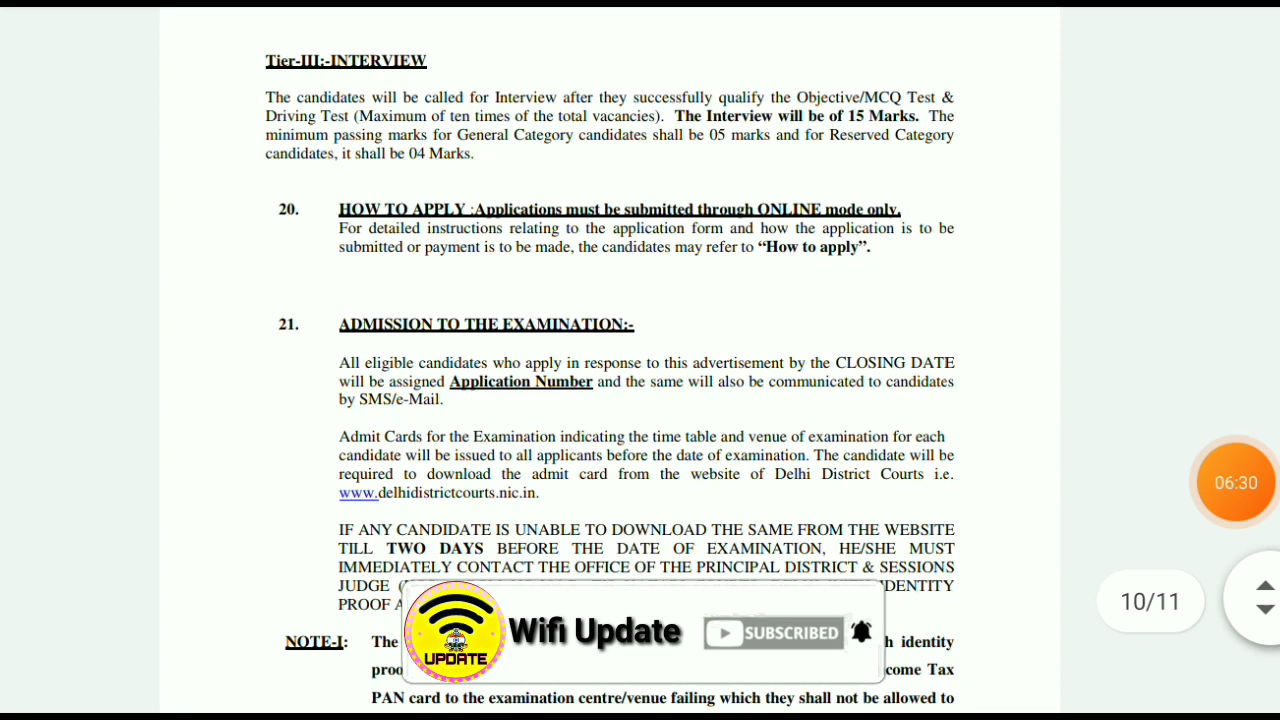 Tier-III:-INTERVIEW
The candidates will be called for Interview after they successfully qualify the Objective/MCQ Test &
Driving Test (Maximum of ten times of the total vacancies). The Interview will be of 15 Marks. The
minimum passing marks for General Category candidates shall be 05 marks and for Reserved Category
candidates, it shall be 04 Marks.
20. HOW TO APPLY :Applications must be submitted through ONLINE mode only.
For detailed instructions relating to the application form and how the application is to be
submitted or payment is to be made, the candidates may refer to “How to apply”.
21. ADMISSION TO THE EXAMINATION:-
All eligible candidates who apply in response to this advertisement by the CLOSING DATE
will be assigned Application Number and the same will also be communicated to candidates
by SMS/e-Mail.
Admit Cards for the Examination indicating the time table and venue of examination for each
candidate will be issued to all applicants before the date of examination. The candidate will be
required to download the admit card from the website of Delhi District Courts i.e.
www.delhidistrictcourts.nic.in.
IF ANY CANDIDATE IS UNABLE TO DOWNLOAD THE SAME FROM THE WEBSITE
TILL TWO DAYS BEFORE THE DATE OF EXAMINATION, HE/SHE MUST
IMMEDIATELY CONTACT THE OFFICE OF THE PRINCIPAL DISTRICT & SESSIONS
JUDGE
PROOF
NOTE-I: The identity
Tax
PAN card to the examination centre/venue failing which they shall not be allowed to
UPDATE
Wifi Update
SUBSCRIBED
06:30
10/11